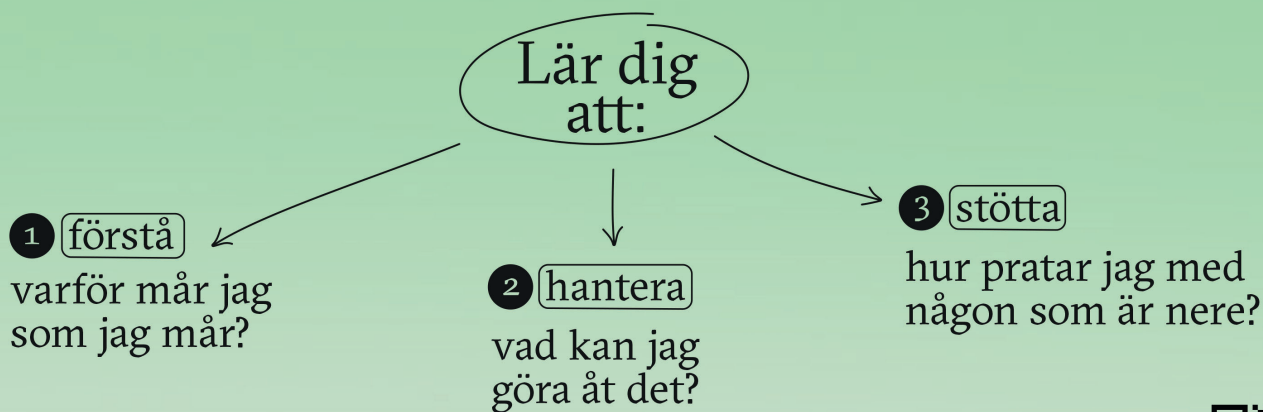 Lär dig
att:
1 förstå
varför mår jag
som jag mår?
2 hantera
vad kan jag
göra åt det?
3 stötta
hur pratar jag med
någon som är nere?